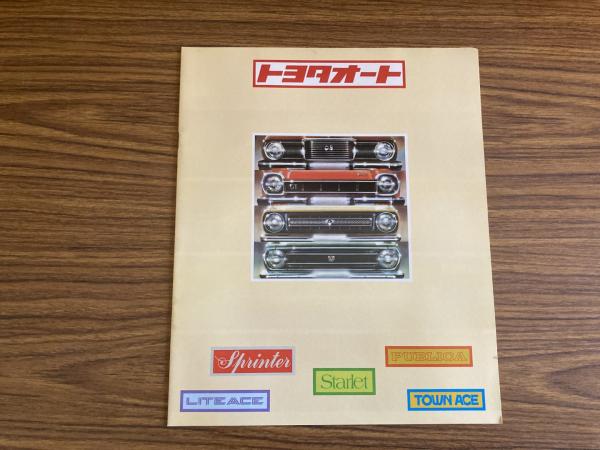 トヨタオート
Sprinter
PUBLICA
Starlet
LITEACE
TOWN ACE